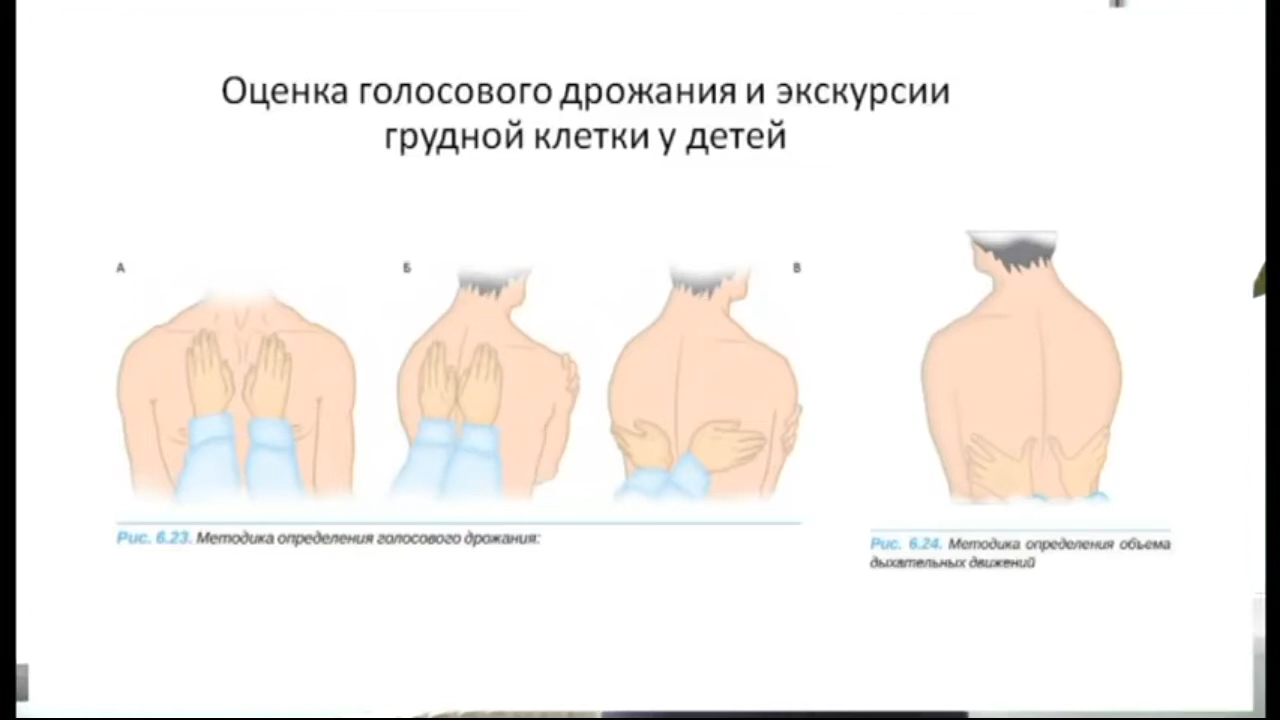 Оценка голосового дрожания и экскурсии
грудной клетки у детей
А
Б
В
Рис. 6.23. Методика определения голосового дрожания:
Рис. 6.24. Методика определения объема
дыхательных движений